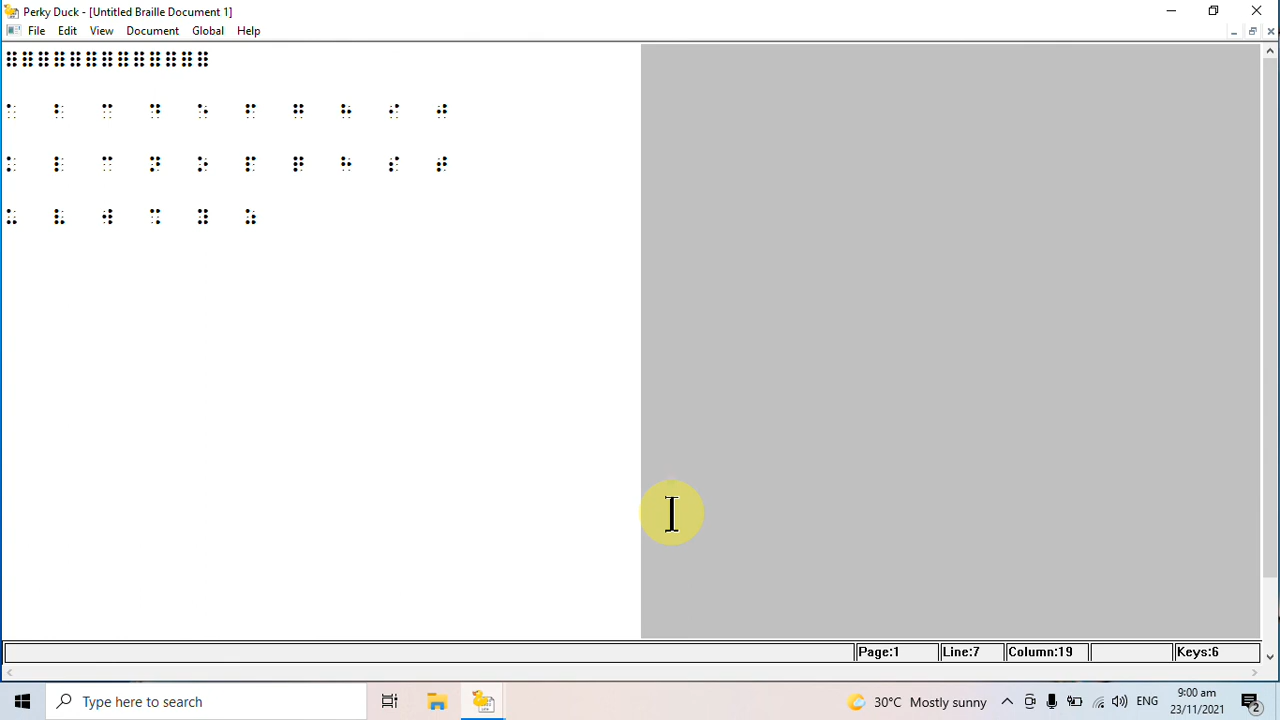 Perky Duck - [Untitled Braille Document 1]
File Edit View Document Global Help
⠿⠿⠿⠿⠿⠿⠿⠿⠿⠿⠿⠿⠿
⠁ ⠃ ⠉ ⠙ ⠑ ⠋ ⠛ ⠓ ⠊ ⠚
⠅ ⠇ ⠉ ⠝ ⠕ ⠏ ⠟ ⠓ ⠎ ⠞
⠥ ⠧ ⠺ ⠭ ⠽ ⠵
Page:1 Line:7 Column:19 Keys:6
Type here to search
30°C Mostly sunny
ENG
9:00 am
23/11/2021
2